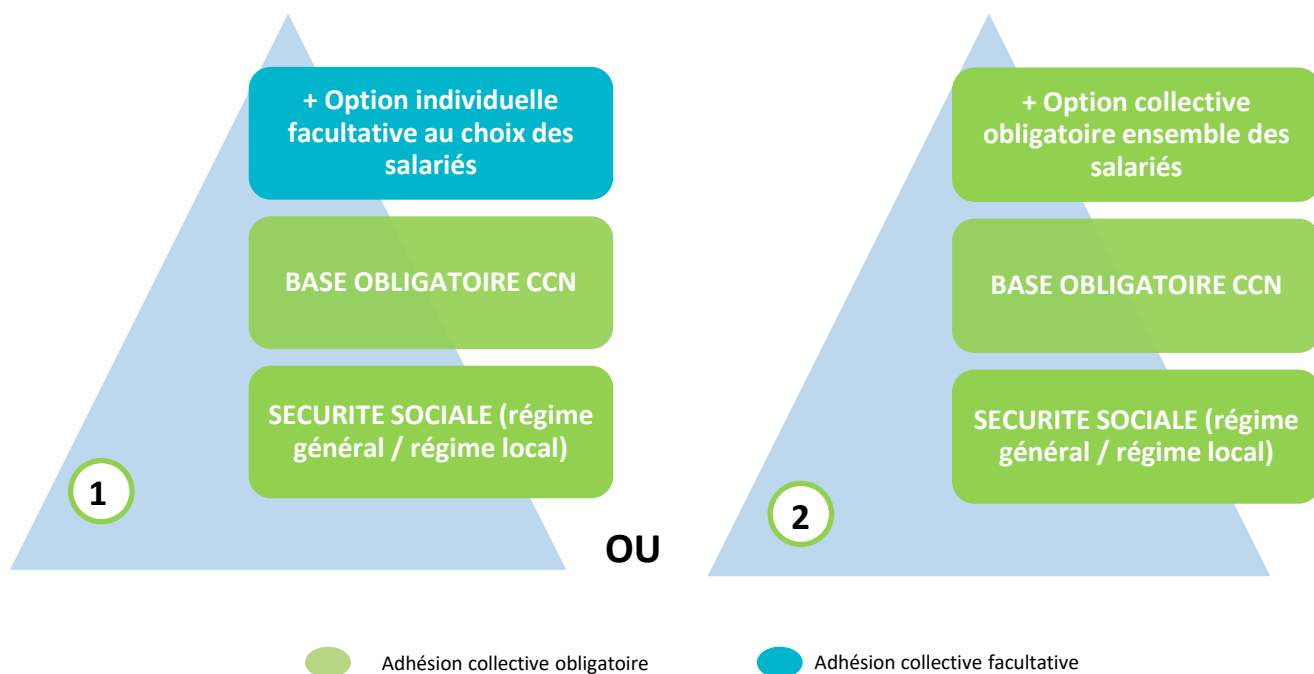 + Option individuelle
facultative au choix des
salariés
BASE OBLIGATOIRE CCN
SECURITE SOCIALE (régime
général / régime local)
1
OU
+ Option collective
obligatoire ensemble des
salariés
BASE OBLIGATOIRE CCN
SECURITE SOCIALE (régime
général / régime local)
2
Adhésion collective obligatoire
Adhésion collective facultative